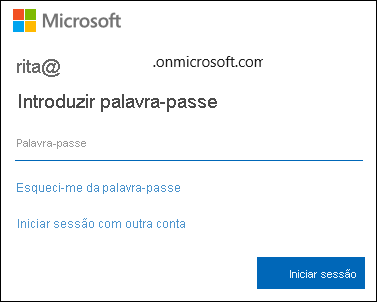 Microsoft
rita@ .onmicrosoft.com
Introduzir palavra-passe
Palavra-passe
Esqueci-me da palavra-passe
Iniciar sessão com outra conta
Iniciar sessão